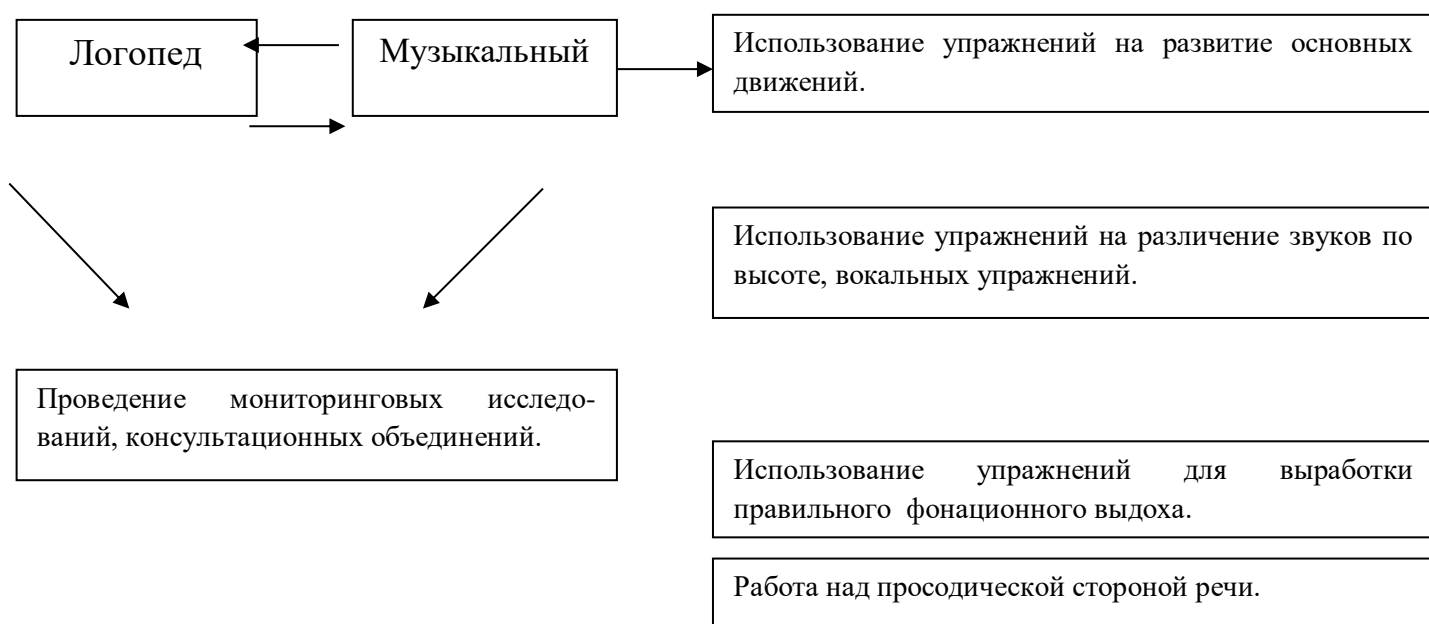 Логопед
Музыкальный
Использование упражнений на развитие основных
движений.
Использование упражнений на различение звуков по
высоте, вокальных упражнений.
Проведение мониторинговых исследо-
ваний, консультационных объединений.
Использование упражнений для выработки
правильного фонационного выдоха.
Работа над просодической стороной речи.